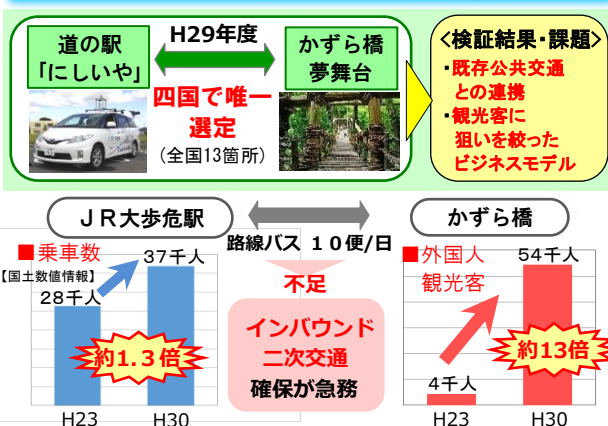 H29年度
道の駅
「にしいや」
かずら橋
夢舞台
四国で唯一
選定
(全国13箇所)
<検証結果・課題>
・既存公共交通
との連携
・観光客に
狙いを絞った
ビジネスモデル
JR大歩危駅
かずら橋
路線バス 10便/日
■乗車数
【国土数値情報】
28千人
37千人
約1.3倍
H23
H30
不足
インバウンド
二次交通
確保が急務
■外国人
観光客
4千人
54千人
約13倍
H23
H30